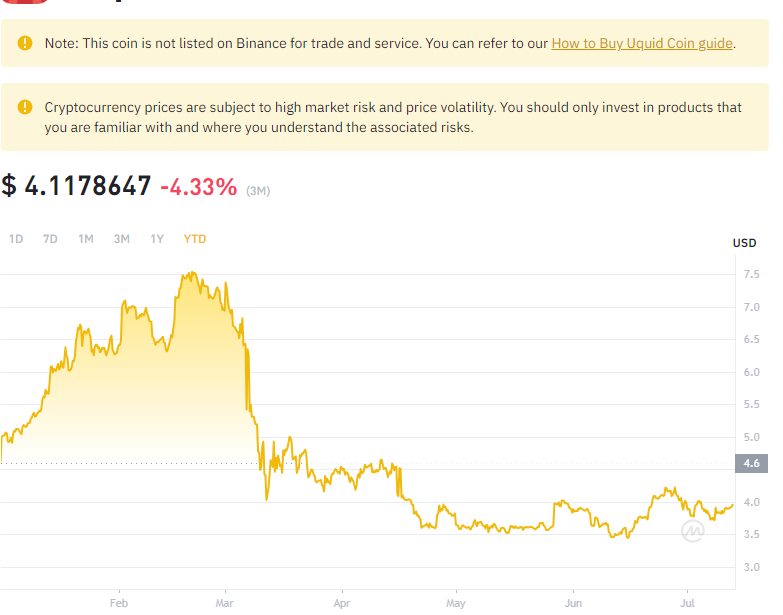 Note: This coin is not listed on Binance for trade and service. You can refer to our How to Buy Uquid Coin guide.
Cryptocurrency prices are subject to high market risk and price volatility. You should only invest in products that
you are familiar with and where you understand the associated risks.
$ 4.1178647 -4.33% (3M)
1D 7D 1M 3M 1Y YTD
USD
7.5
7.0
6.5
6.0
5.5
5.0
4.6
4.0
3.5
3.0
Feb Mar Apr May Jun Jul